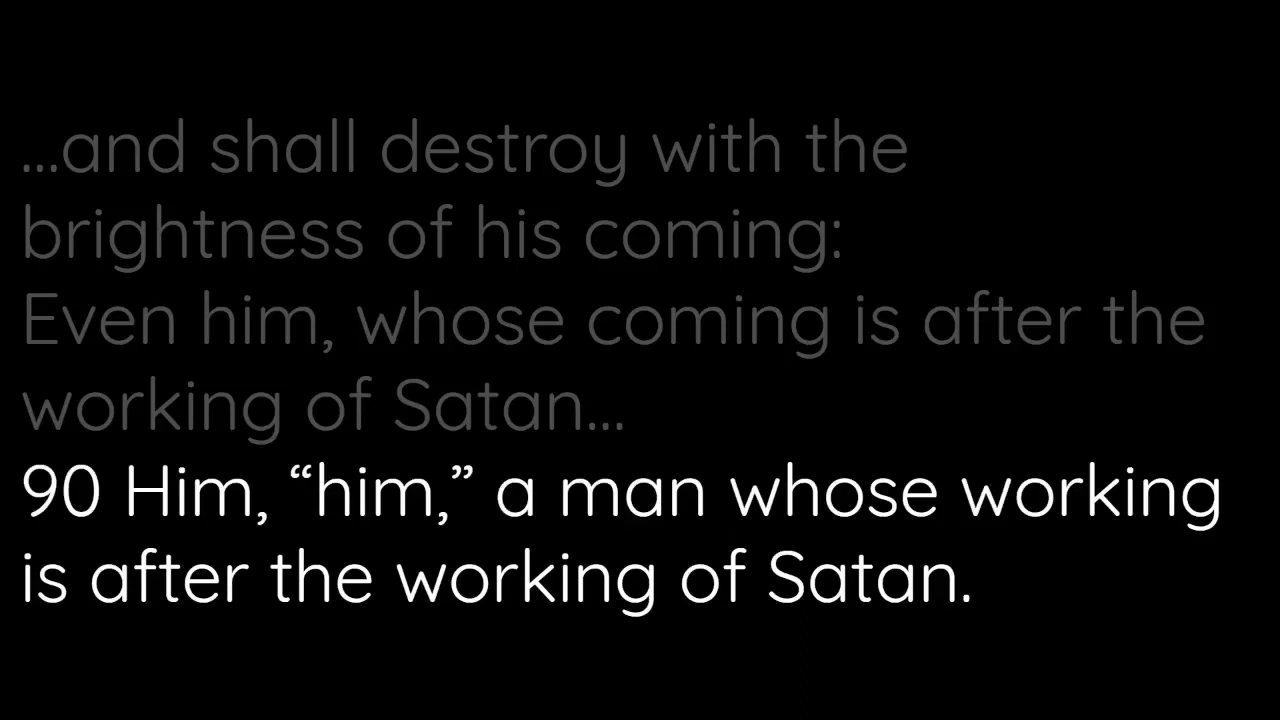 ...and shall destroy with the
brightness of his coming:
Even him, whose coming is after the
working of Satan...
90 Him, “him,” a man whose working
is after the working of Satan.